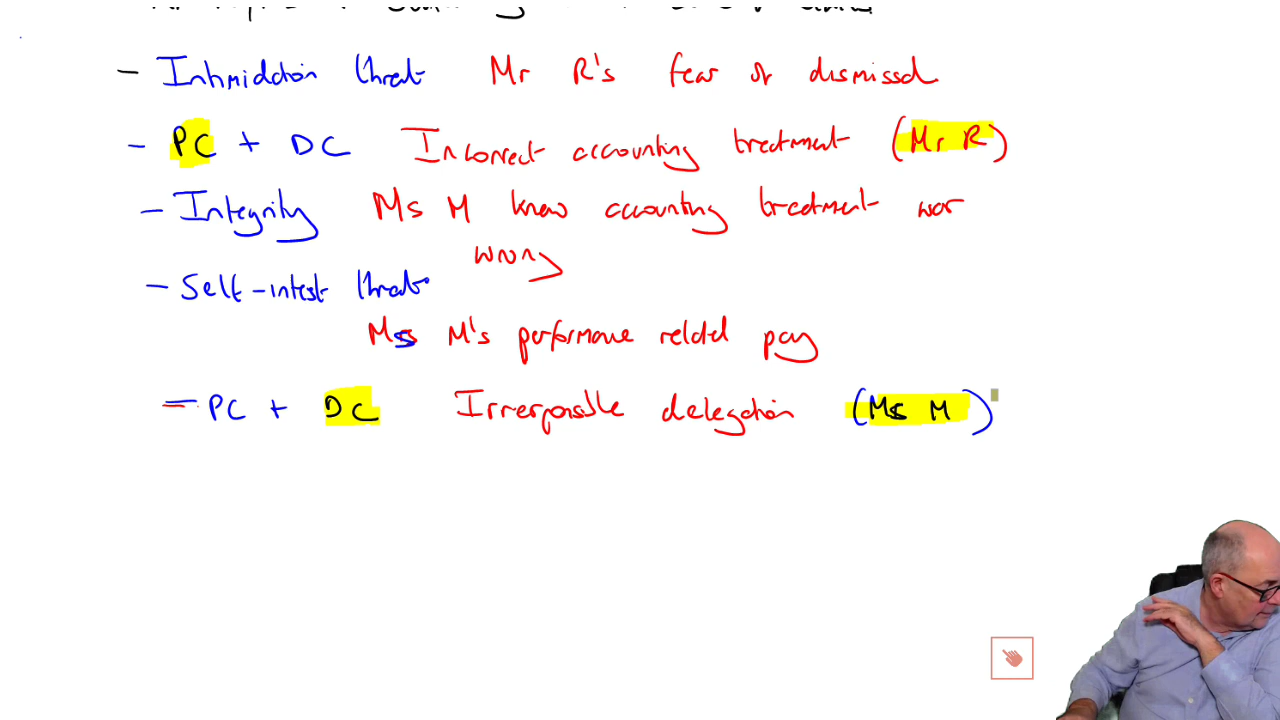 - Intimidation threat Mr R's fear of dismissal
- PC + DC Incorrect accounting treatment (Mr R)
- Integrity Ms M knew accounting treatment was
wrong
- Self-interest threat
Ms M's performance related pay
- PC + DC Irresponsible delegation (Ms M)